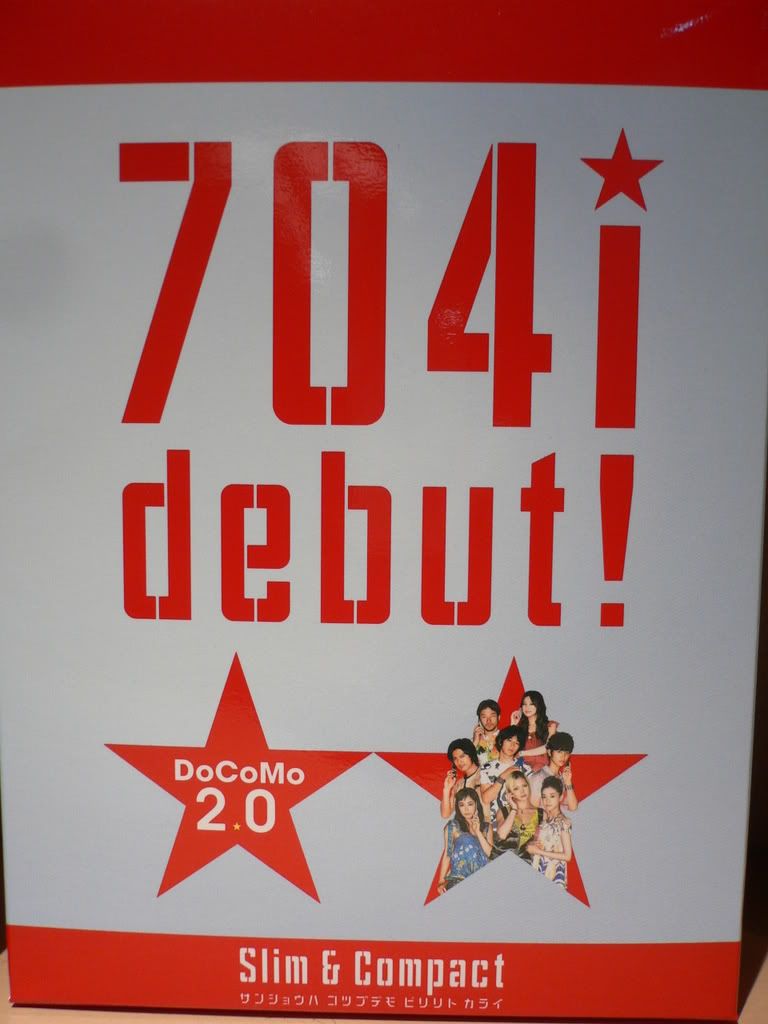 704i
debut!
DoCoMo
2.0
Slim & Compact
サンショウハ コツブデモ ピリリト カライ